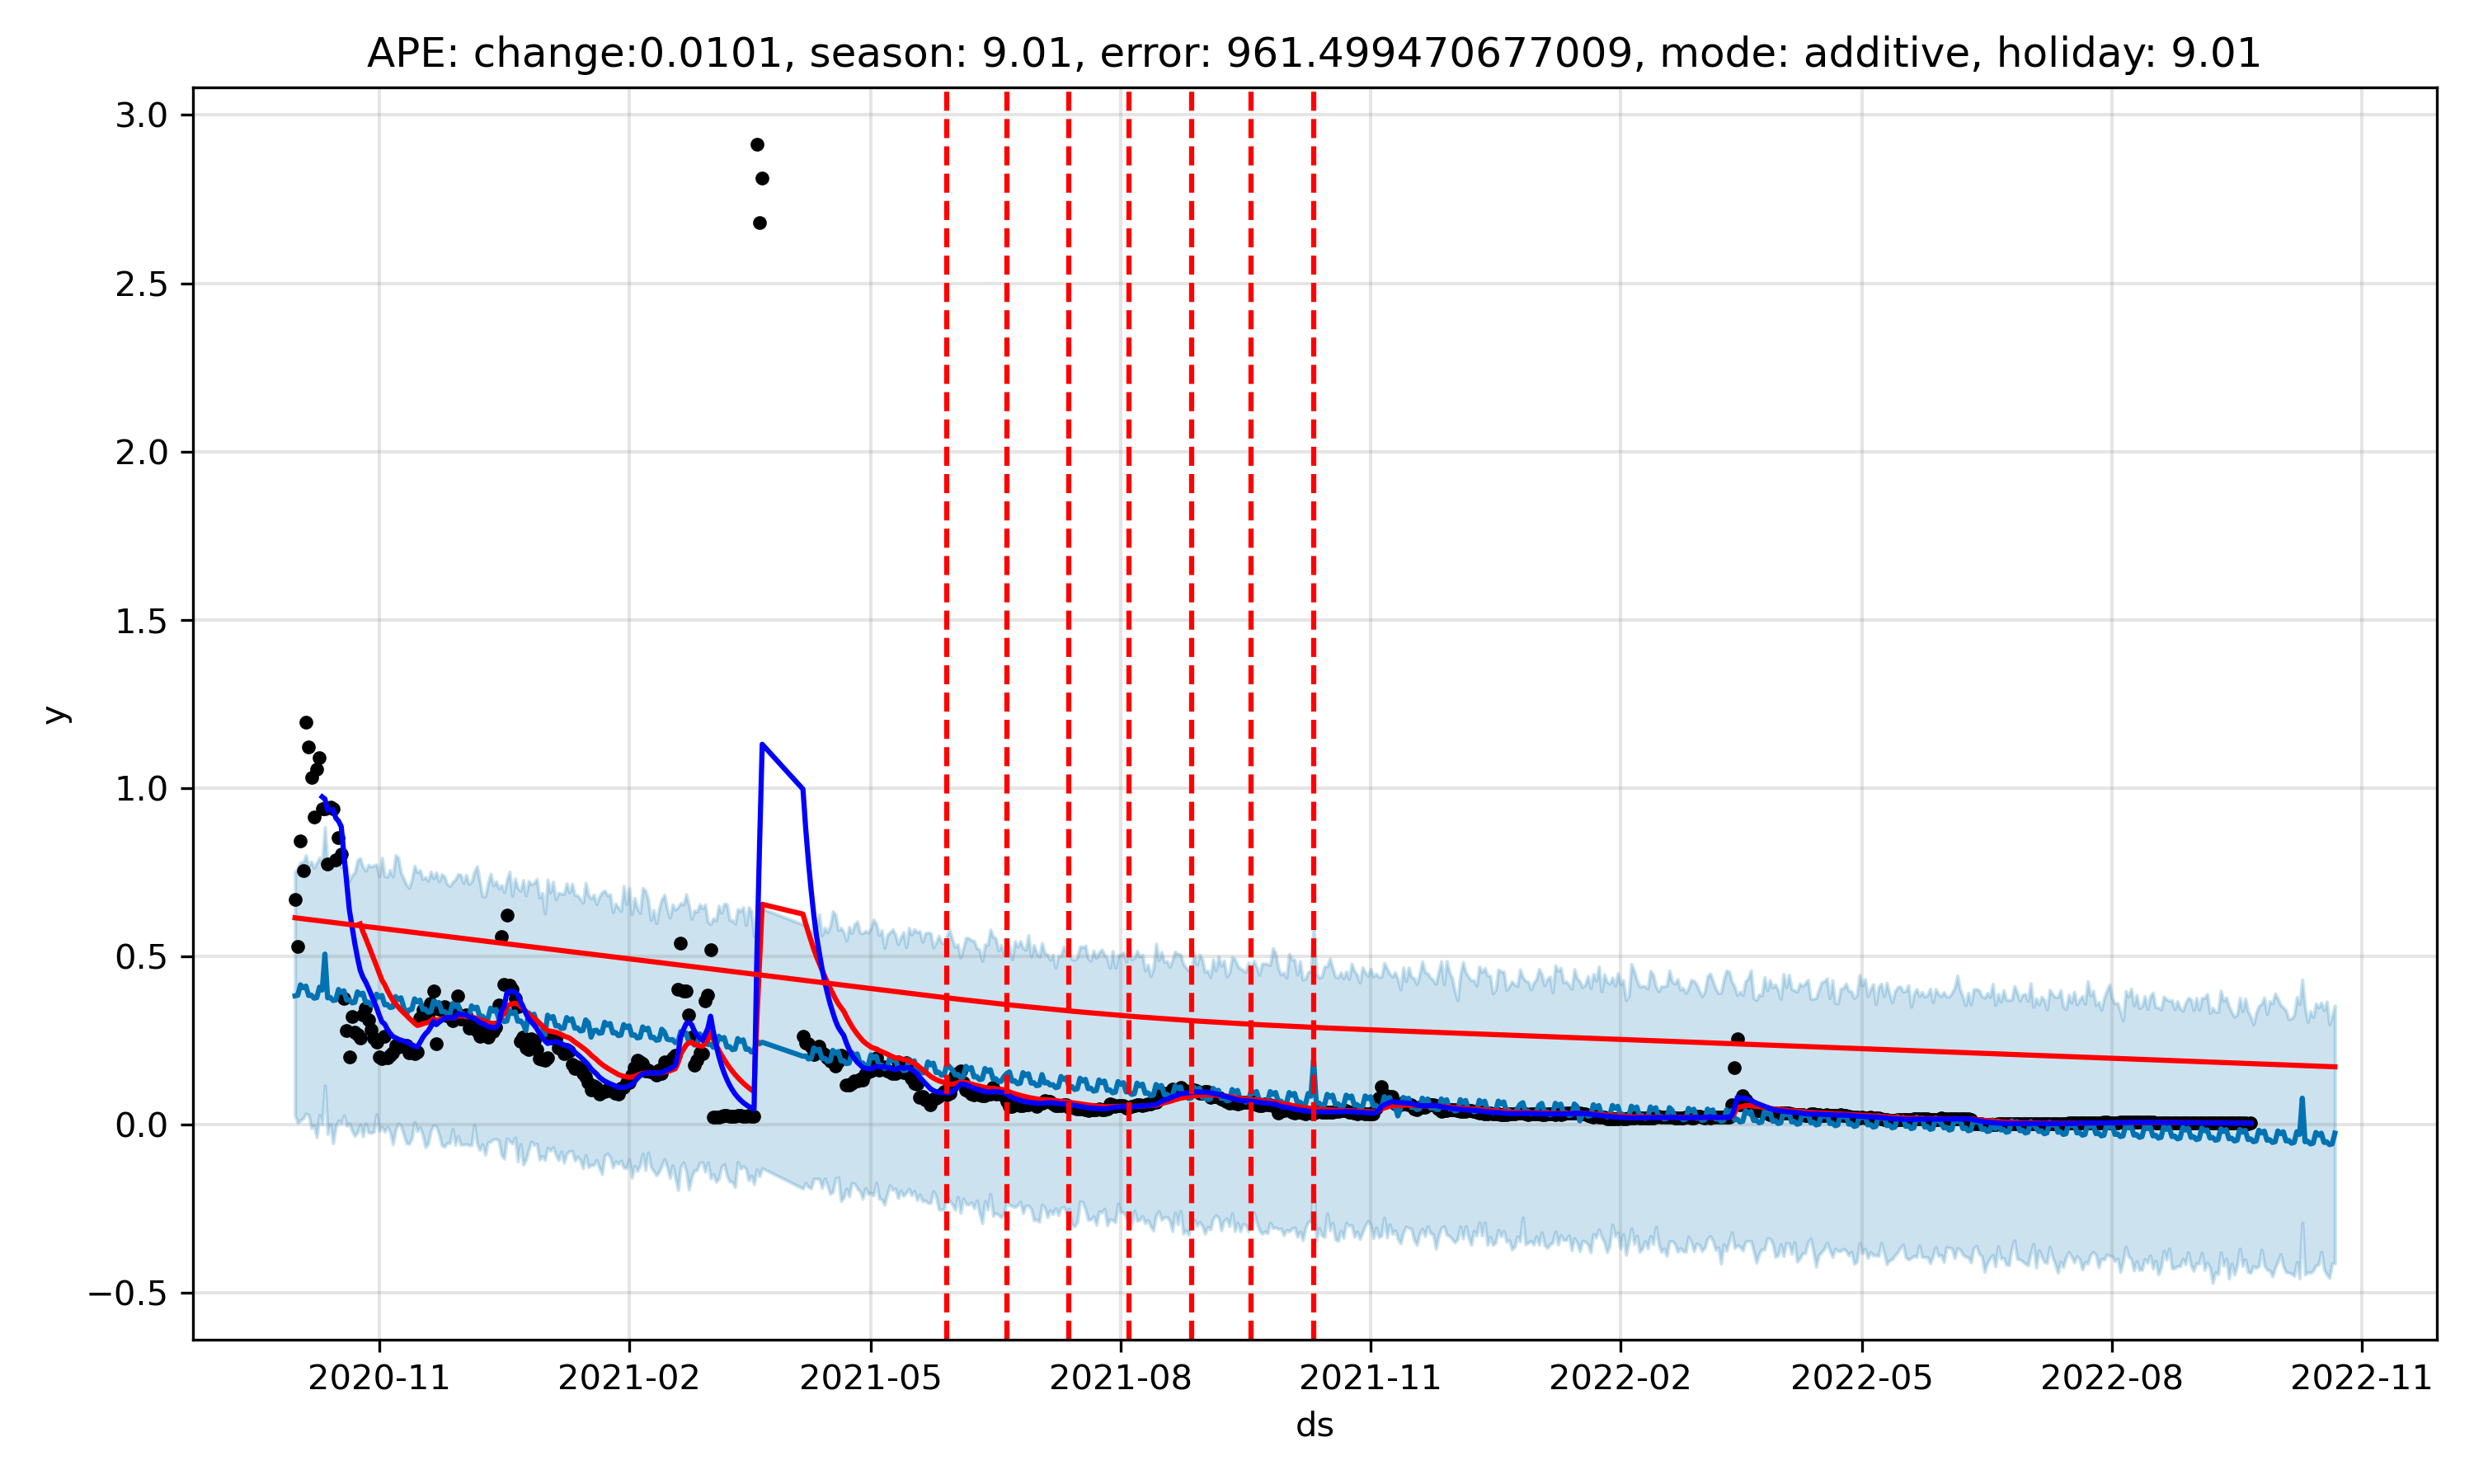 APE: change:0.0101, season: 9.01, error: 961.499470677009, mode: additive, holiday: 9.01
3.0
2.5
2.0
1.5
1.0
0.5
0.0
−0.5
y
2020-11 2021-02 2021-05 2021-08 2021-11 2022-02 2022-05 2022-08 2022-11
ds